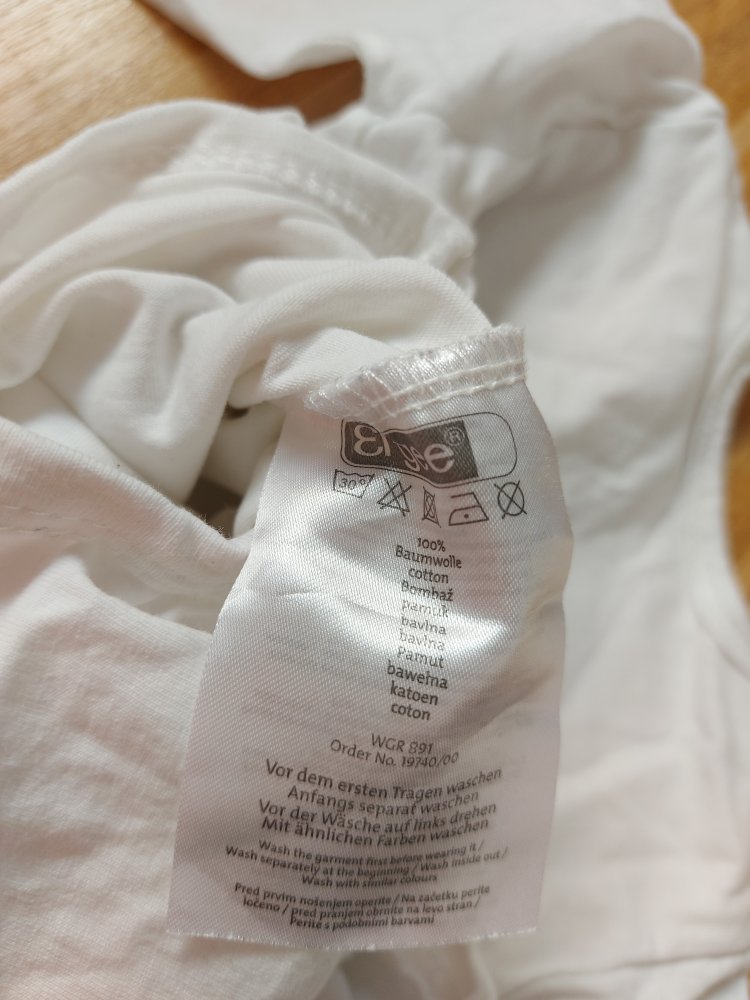 Ergee®
30°
100%
Baumwolle
cotton
Bombaž
pamuk
bavlna
bavlna
Pamut
bawełna
katoen
coton
WGR 891
Order No. 19740/00
Vor dem ersten Tragen waschen
Anfangs separat waschen
Vor der Wäsche auf links drehen
Mit ähnlichen Farben waschen
Wash the garment first before wearing it /
Wash separately at the beginning / Wash inside out /
Wash with similar colours
Pred prvim nošenjem operite / Na začetku perite
ločeno / pred pranjem obrnite na levo stran /
Perite s podobnimi barvami